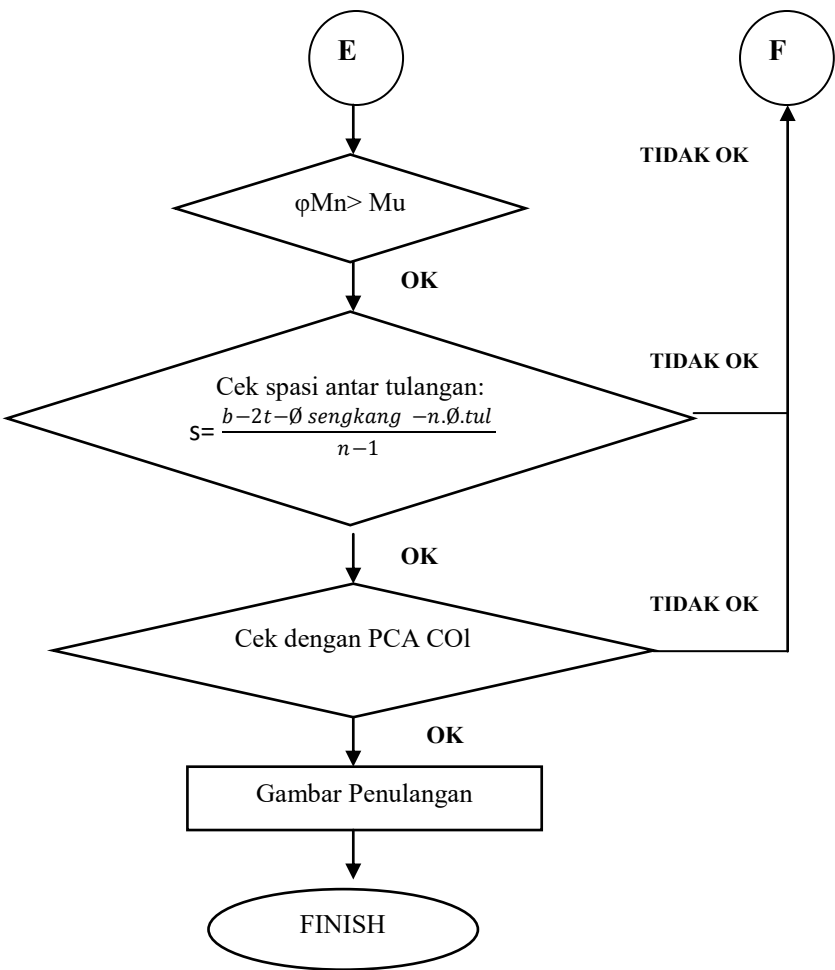 E
F
TIDAK OK
φMn> Mu
OK
TIDAK OK
Cek spasi antar tulangan:
s= \frac{b−2t−Ø sengkang −n.Ø.tul}{n−1}
OK
TIDAK OK
Cek dengan PCA COl
OK
Gambar Penulangan
FINISH